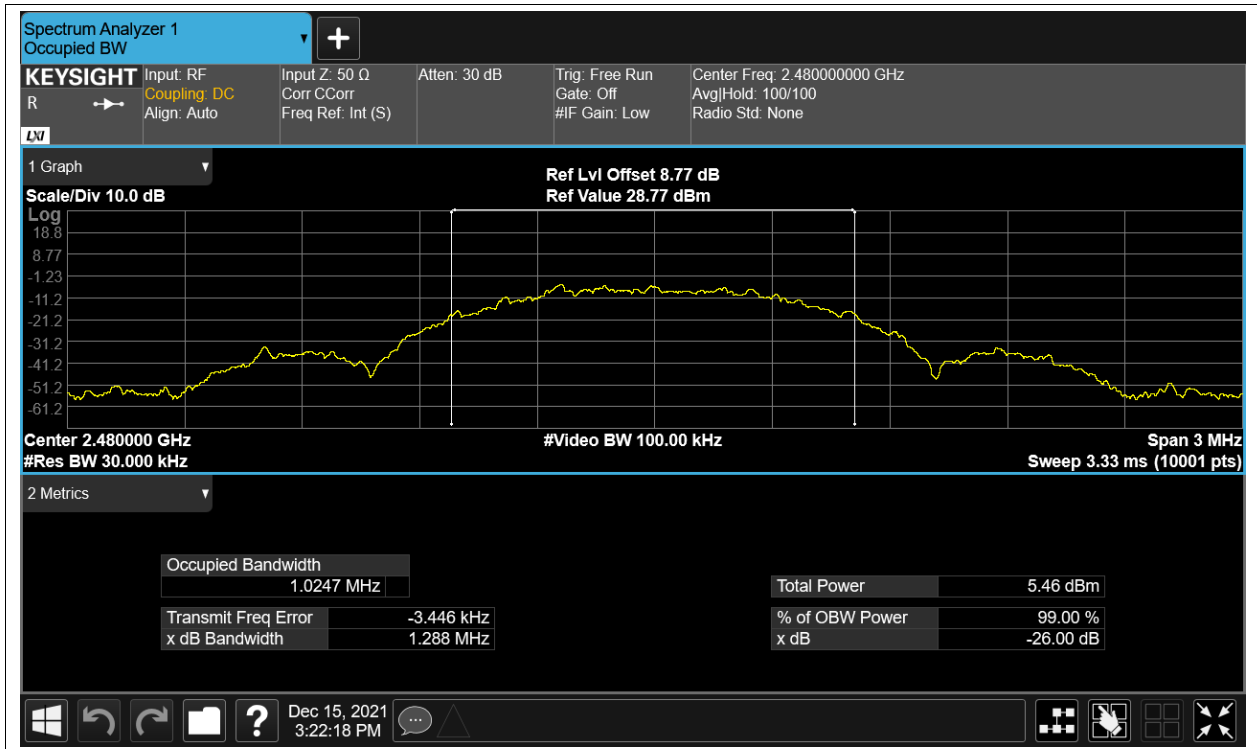 Spectrum Analyzer 1
Occupied BW
KEYSIGHT
R
LXI
Input: RF
Coupling: DC
Align: Auto
Input Z: 50 Ω
Corr CCorr
Freq Ref: Int (S)
Atten: 30 dB
Trig: Free Run
Gate: Off
#IF Gain: Low
Center Freq: 2.480000000 GHz
Avg|Hold: 100/100
Radio Std: None
1 Graph
Scale/Div 10.0 dB
Ref Lvl Offset 8.77 dB
Ref Value 28.77 dBm
Log
18.8
8.77
-1.23
-11.2
-21.2
-31.2
-41.2
-51.2
-61.2
Center 2.480000 GHz
#Res BW 30.000 kHz
#Video BW 100.00 kHz
Span 3 MHz
Sweep 3.33 ms (10001 pts)
2 Metrics
Occupied Bandwidth
1.0247 MHz
Transmit Freq Error -3.446 kHz
x dB Bandwidth 1.288 MHz
Total Power 5.46 dBm
% of OBW Power 99.00 %
x dB -26.00 dB
?
Dec 15, 2021
3:22:18 PM